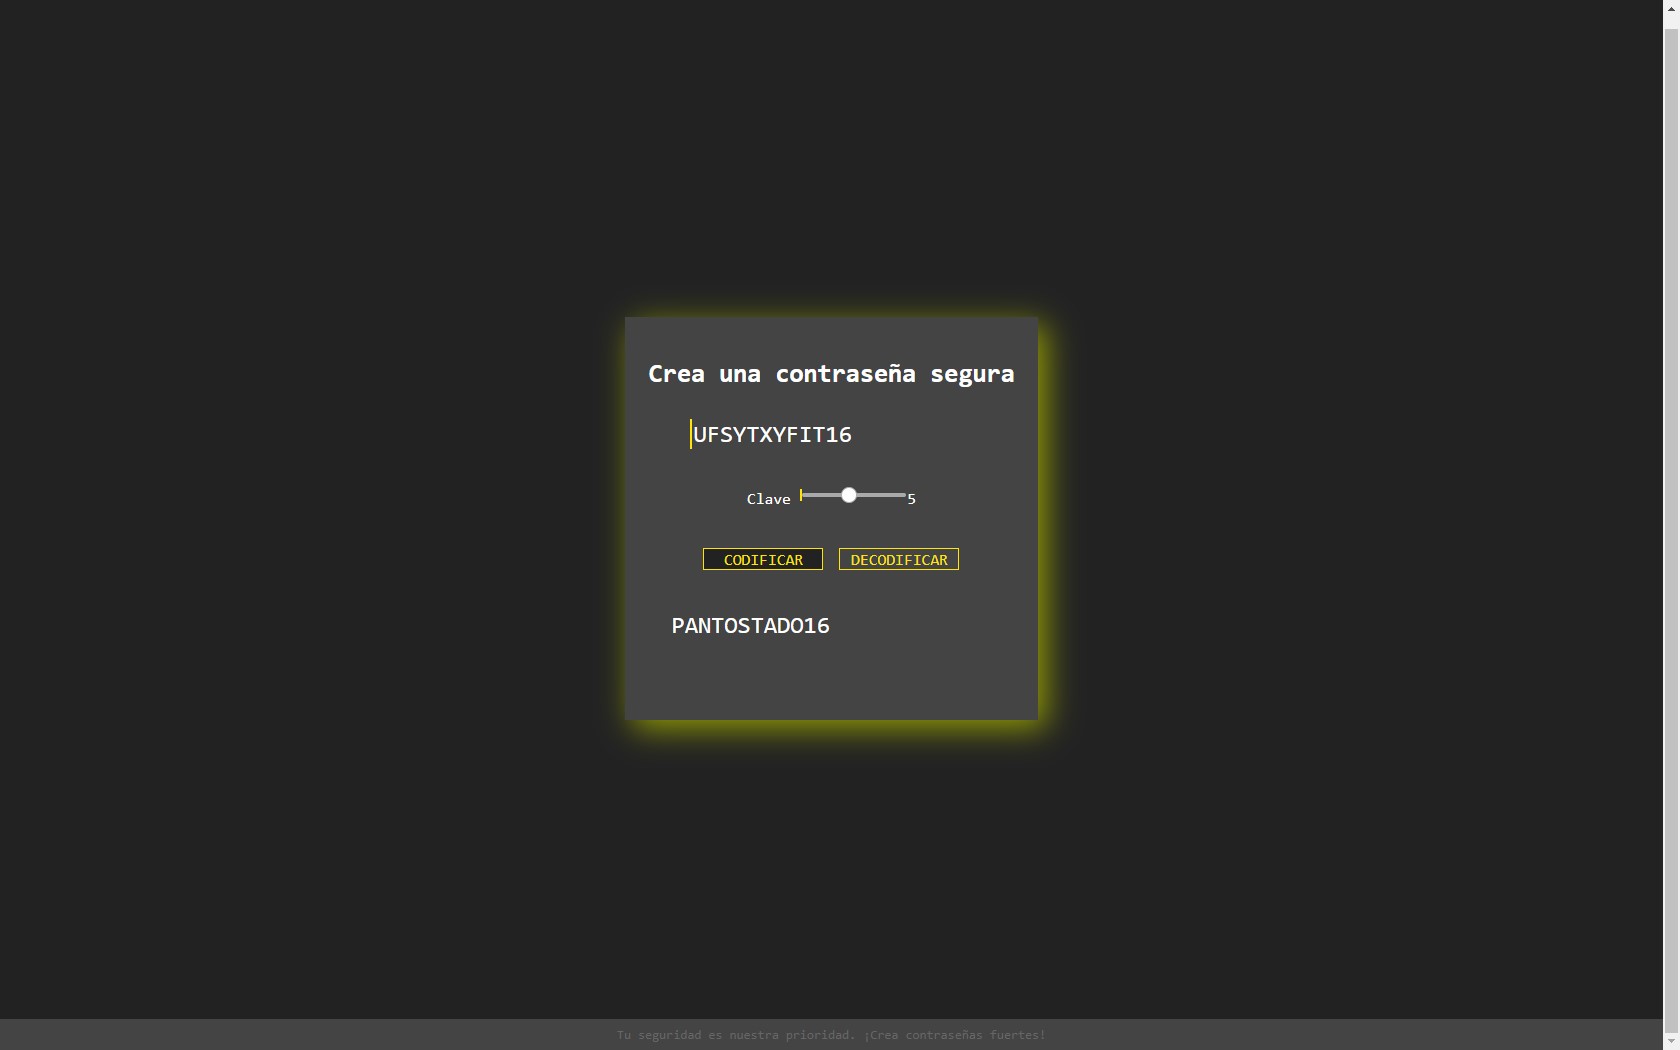 Crea una contraseña segura
UFSYTXYFIT16
Clave 5
CODIFICAR DECODIFICAR
PANTOSTADO16
Tu seguridad es nuestra prioridad. ¡Crea contraseñas fuertes!